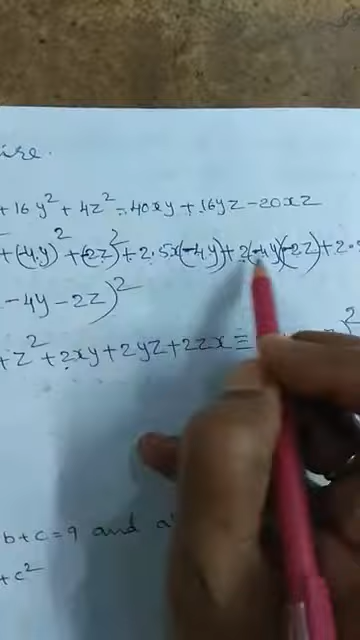 ire.
+ 16y² + 4z² - 40xy + 16yz - 20xz
+ (-4y)² + (2z)² + 2·5x(-4y) + 2(-4y)(-2z) + 2·
- 4y - 2z)²
+ z² + 2xy + 2yz + 2zx ≡
b + c = 9 and a
+ c²